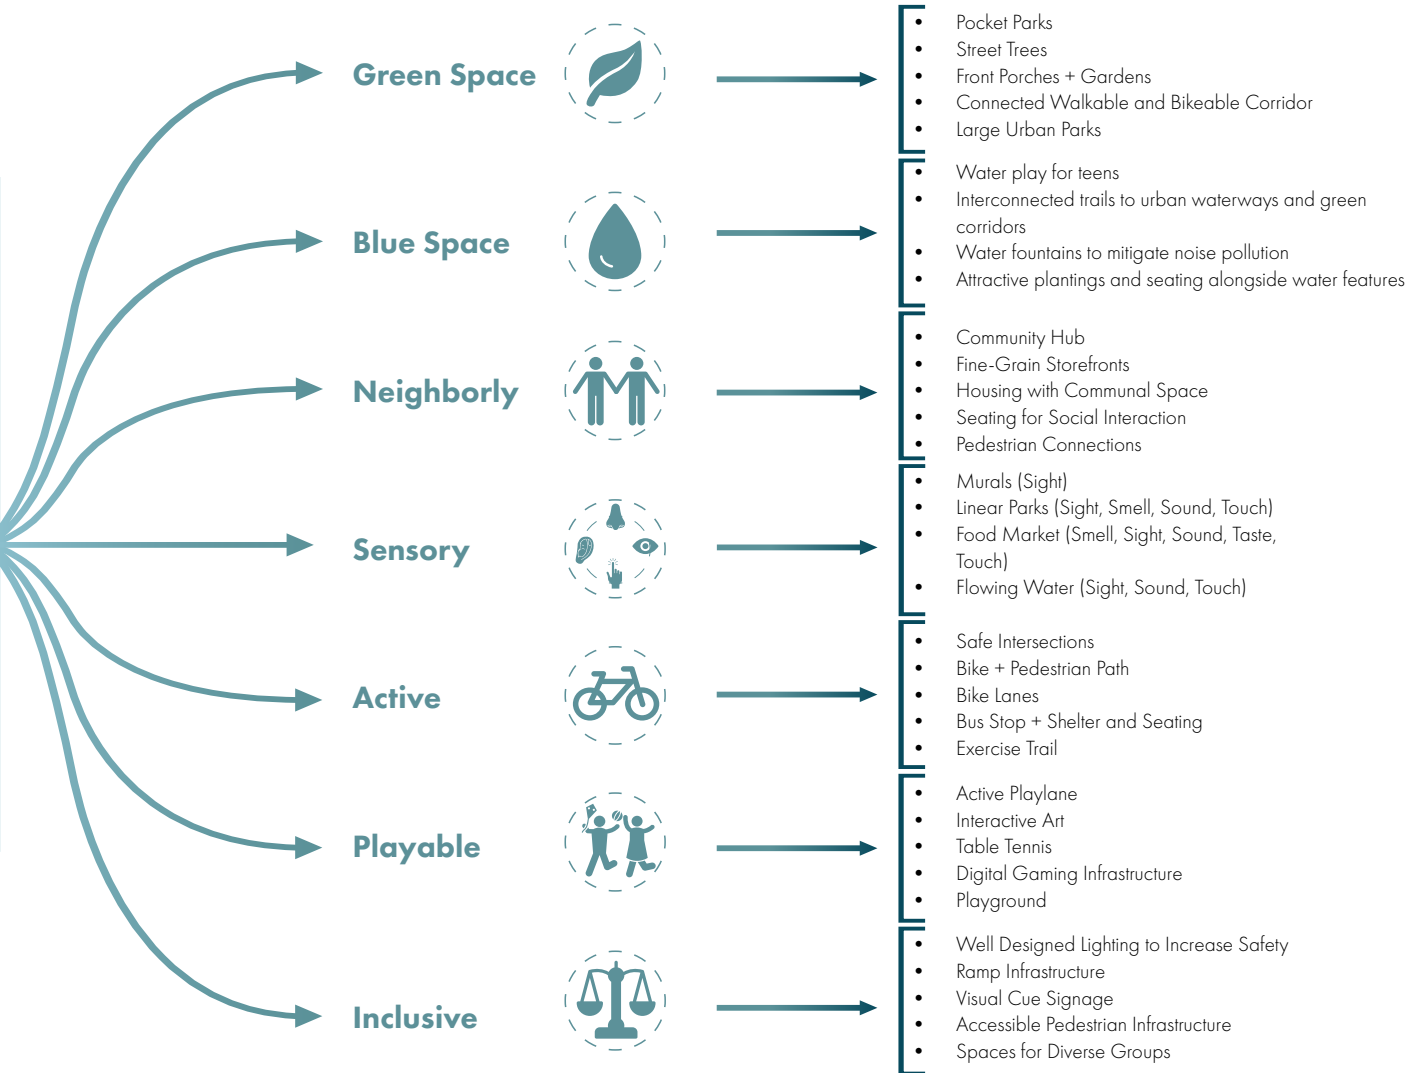 Green Space
• Pocket Parks
• Street Trees
• Front Porches + Gardens
• Connected Walkable and Bikeable Corridor
• Large Urban Parks
Blue Space
• Water play for teens
• Interconnected trails to urban waterways and green
corridors
• Water fountains to mitigate noise pollution
• Attractive plantings and seating alongside water features
Neighborly
• Community Hub
• Fine-Grain Storefronts
• Housing with Communal Space
• Seating for Social Interaction
• Pedestrian Connections
Sensory
• Murals (Sight)
• Linear Parks (Sight, Smell, Sound, Touch)
• Food Market (Smell, Sight, Sound, Taste,
Touch)
• Flowing Water (Sight, Sound, Touch)
Active
• Safe Intersections
• Bike + Pedestrian Path
• Bike Lanes
• Bus Stop + Shelter and Seating
• Exercise Trail
Playable
• Active Playlane
• Interactive Art
• Table Tennis
• Digital Gaming Infrastructure
• Playground
Inclusive
• Well Designed Lighting to Increase Safety
• Ramp Infrastructure
• Visual Cue Signage
• Accessible Pedestrian Infrastructure
• Spaces for Diverse Groups